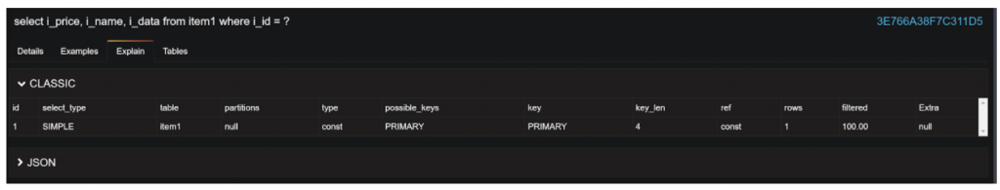 select i_price, i_name, i_data from item1 where i_id = ? 3E766A38F7C311D5
Details Examples Explain Tables
CLASSIC
id select_type table partitions type possible_keys key key_len ref rows filtered Extra
1 SIMPLE item1 null const PRIMARY PRIMARY 4 const 1 100.00 null
JSON